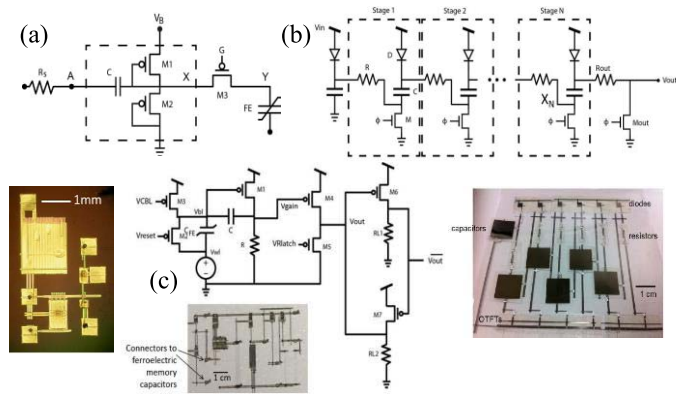 (a)
V_B
G
R_S
A
C
M1
X
Y
M2
M3
FE
(b)
Stage 1
Stage 2
Stage N
Vin
D
R
C
M
ϕ
ϕ
X_N
ϕ
Rout
Vout
ϕ
Mout
1mm
(c)
VCBL
M3
Vbl
M1
Vgain
M4
M6
C
C
FE
Vreset
M2
R
VRlatch
M5
Vout
RL1
Vwl
Vout
M7
RL2
Connectors to
ferroelectric
memory
capacitors
1 cm
diodes
capacitors
resistors
1 cm
OTFTs